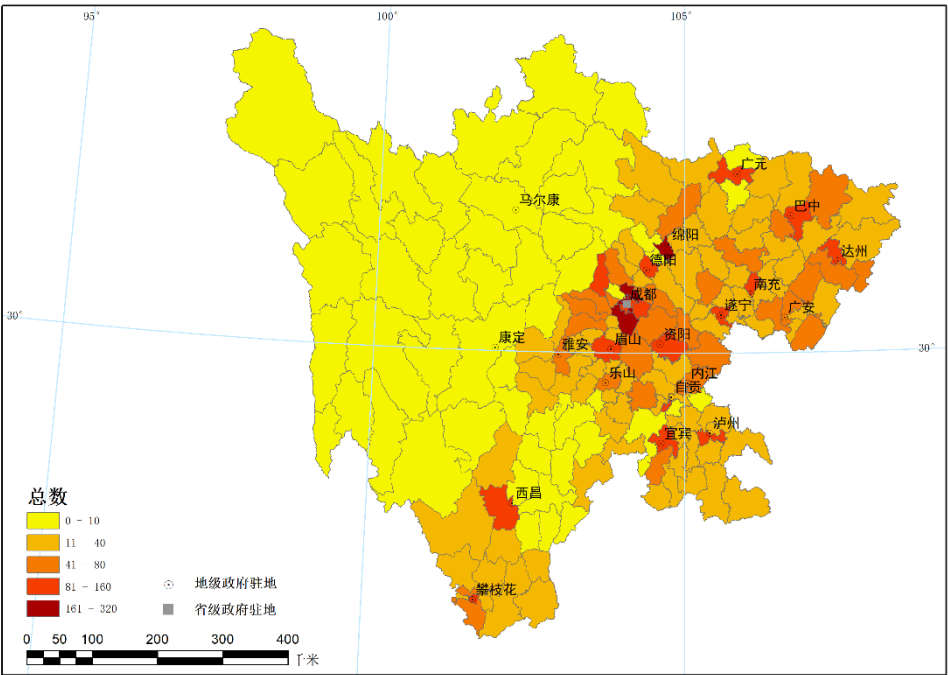 95°
100°
105°
广元
巴中
马尔康
绵阳
达州
德阳
南充
成都
遂宁
广安
30°
康定
雅安
眉山
资阳
30°
乐山
内江
自贡
宜宾
泸州
西昌
总数
0 - 10
11 40
41 80
81 - 160
161 - 320
地级政府驻地
省级政府驻地
攀枝花
0 50 100 200 300 400
千米